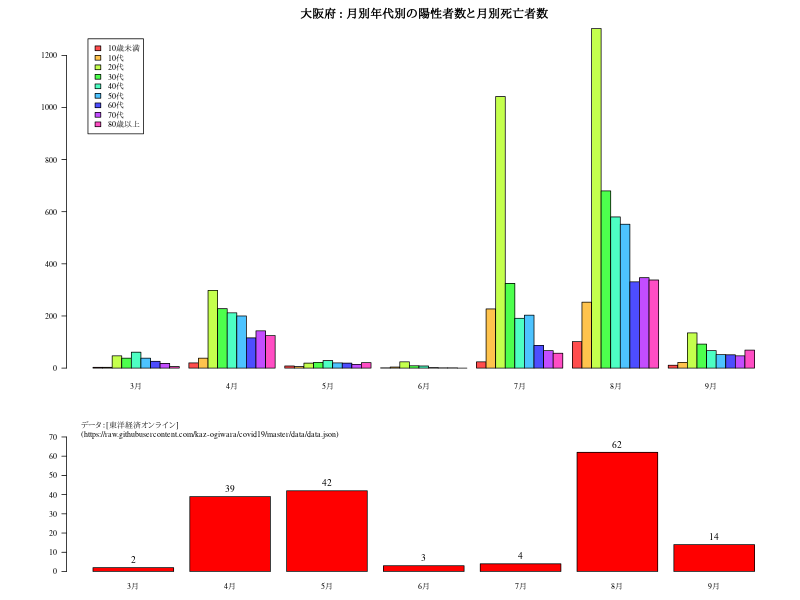 大阪府 : 月別年代別の陽性者数と月別死亡者数
10歳未満
10代
20代
30代
40代
50代
60代
70代
80歳以上
1200
1000
800
600
400
200
0
3月 4月 5月 6月 7月 8月 9月
データ : [東洋経済オンライン]
(https://raw.githubusercontent.com/kaz-ogiwara/covid19/master/data/data.json)
70
60
50
40
30
20
10
0
2 39 42 3 4 62 14
3月 4月 5月 6月 7月 8月 9月